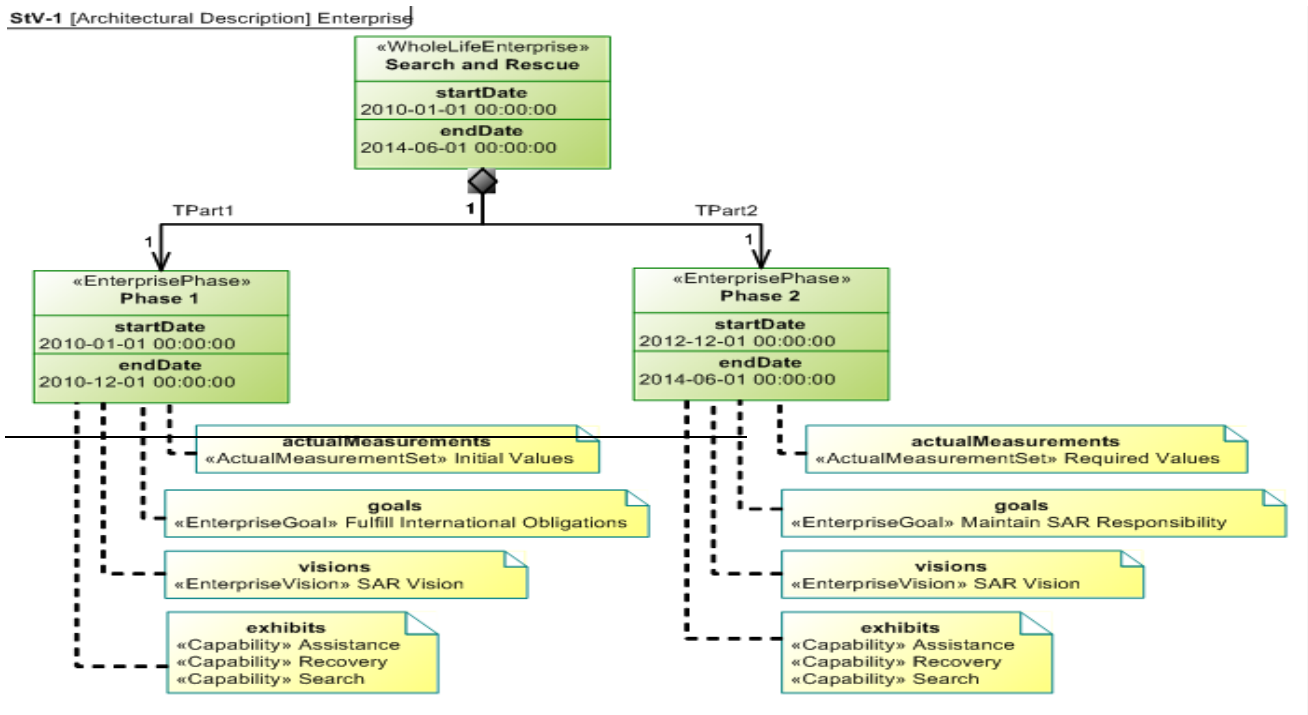 StV-1 [Architectural Description] Enterprise
«WholeLifeEnterprise»
Search and Rescue
startDate
2010-01-01 00:00:00
endDate
2014-06-01 00:00:00
1
TPart1
TPart2
1
1
«EnterprisePhase»
Phase 1
startDate
2010-01-01 00:00:00
endDate
2010-12-01 00:00:00
«EnterprisePhase»
Phase 2
startDate
2012-12-01 00:00:00
endDate
2014-06-01 00:00:00
actualMeasurements
«ActualMeasurementSet» Initial Values
goals
«EnterpriseGoal» Fulfill International Obligations
visions
«EnterpriseVision» SAR Vision
exhibits
«Capability» Assistance
«Capability» Recovery
«Capability» Search
actualMeasurements
«ActualMeasurementSet» Required Values
goals
«EnterpriseGoal» Maintain SAR Responsibility
visions
«EnterpriseVision» SAR Vision
exhibits
«Capability» Assistance
«Capability» Recovery
«Capability» Search